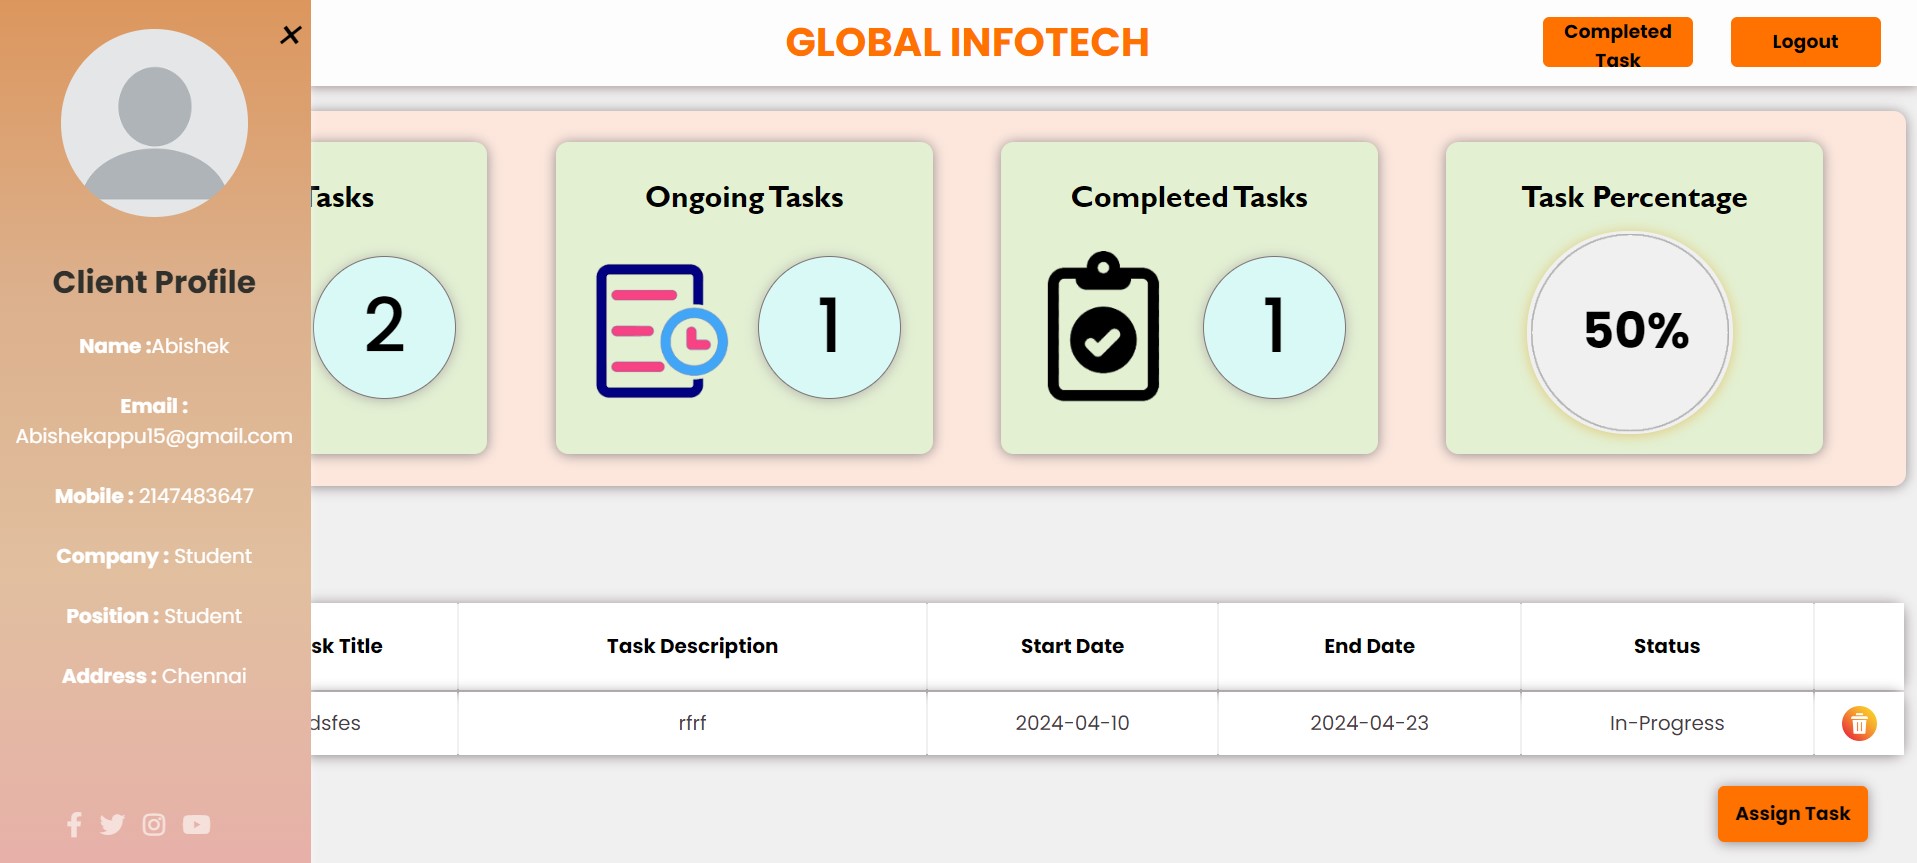 GLOBAL INFOTECH
Completed
Task
Logout
Client Profile
Name :Abishek
Email :
Abishekappu15@gmail.com
Mobile : 2147483647
Company : Student
Position : Student
Address : Chennai
Tasks
2
Ongoing Tasks
1
Completed Tasks
1
Task Percentage
50%
sk Title
Task Description
Start Date
End Date
Status
dsfes
rfrf
2024-04-10
2024-04-23
In-Progress
Assign Task